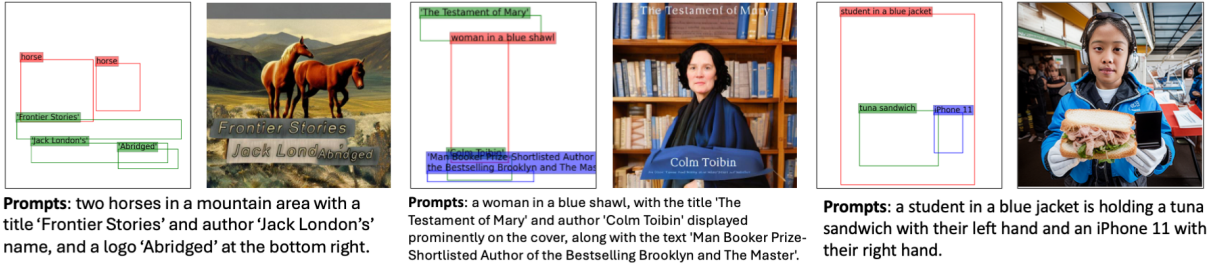 horse
horse
'Frontier Stories'
'Jack London's'
'Abridged'
Frontier Stories
Jack Lond Abridged
Prompts: two horses in a mountain area with a
title ‘Frontier Stories’ and author ‘Jack London’s’
name, and a logo ‘Abridged’ at the bottom right.
'The Testament of Mary'
woman in a blue shawl
'Colm Toibin'
'Man Booker Prize-Shortlisted Author
the Bestselling Brooklyn and The Mas
The Testament of Mary
Colm Toibin
Prompts: a woman in a blue shawl, with the title 'The
Testament of Mary' and author 'Colm Toibin' displayed
prominently on the cover, along with the text 'Man Booker Prize-
Shortlisted Author of the Bestselling Brooklyn and The Master'.
student in a blue jacket
tuna sandwich
iPhone 11
Prompts: a student in a blue jacket is holding a tuna
sandwich with their left hand and an iPhone 11 with
their right hand.